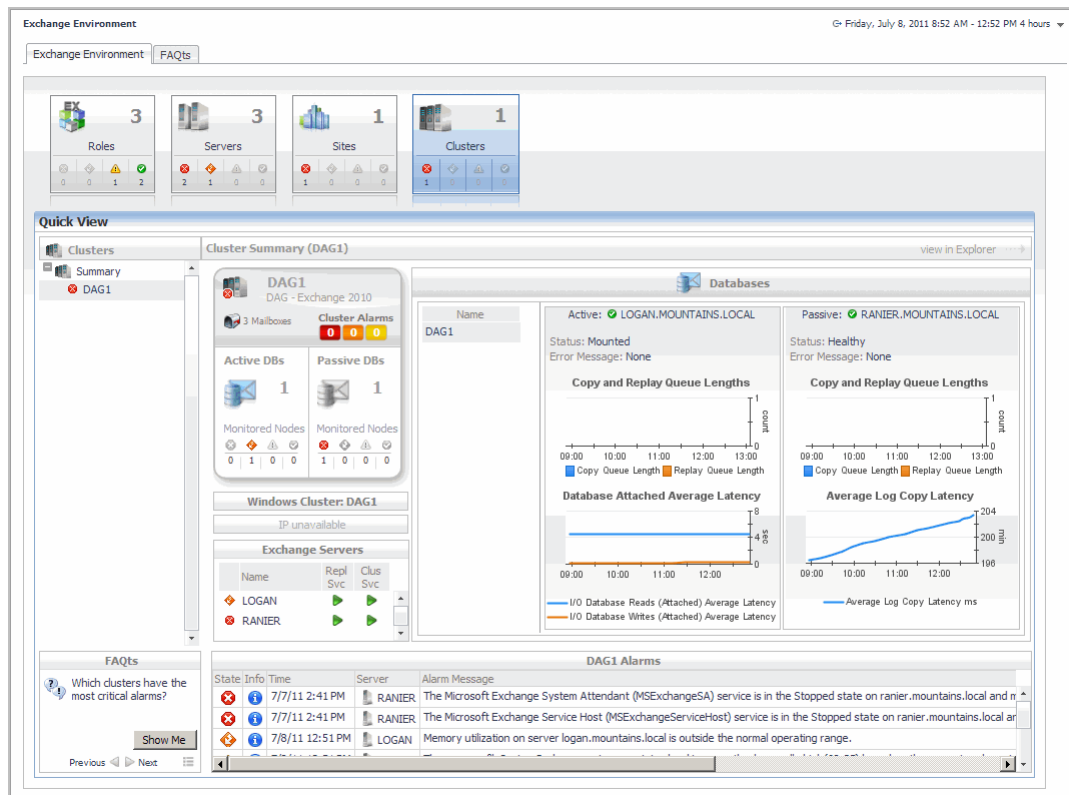 Exchange Environment
Friday, July 8, 2011 8:52 AM - 12:52 PM 4 hours
Exchange Environment FAQts
3 3 1 1
Roles Servers Sites Clusters
0 0 1 2 2 1 0 0 1 0 0 0 1 0 0 0
Quick View
Clusters
Summary
DAG1
Cluster Summary (DAG1) view in Explorer
DAG1
DAG - Exchange 2010
3 Mailboxes Cluster Alarms
0 0 0
Active DBs Passive DBs
1 1
Monitored Nodes Monitored Nodes
0 1 0 0 1 0 0 0
Windows Cluster: DAG1
IP unavailable
Exchange Servers
Name Repl Svc Clus Svc
LOGAN
RANIER
Databases
Name
DAG1
Active: LOGAN.MOUNTAINS.LOCAL
Status: Mounted
Error Message: None
Copy and Replay Queue Lengths
1
count
0
09:00 10:00 11:00 12:00 13:00
Copy Queue Length Replay Queue Length
Database Attached Average Latency
8
4 sec
0
09:00 10:00 11:00 12:00
I/O Database Reads (Attached) Average Latency
I/O Database Writes (Attached) Average Latency
Passive: RANIER.MOUNTAINS.LOCAL
Status: Healthy
Error Message: None
Copy and Replay Queue Lengths
1
count
0
09:00 10:00 11:00 12:00 13:00
Copy Queue Length Replay Queue Length
Average Log Copy Latency
204
200 min
196
09:00 10:00 11:00 12:00
Average Log Copy Latency ms
FAQts
Which clusters have the
most critical alarms?
Show Me
Previous Next
DAG1 Alarms
State Info Time Server Alarm Message
7/7/11 2:41 PM RANIER The Microsoft Exchange System Attendant (MSExchangeSA) service is in the Stopped state on ranier.mountains.local and
7/7/11 2:41 PM RANIER The Microsoft Exchange Service Host (MSExchangeServiceHost) service is in the Stopped state on ranier.mountains.local
7/8/11 12:51 PM LOGAN Memory utilization on server logan.mountains.local is outside the normal operating range.